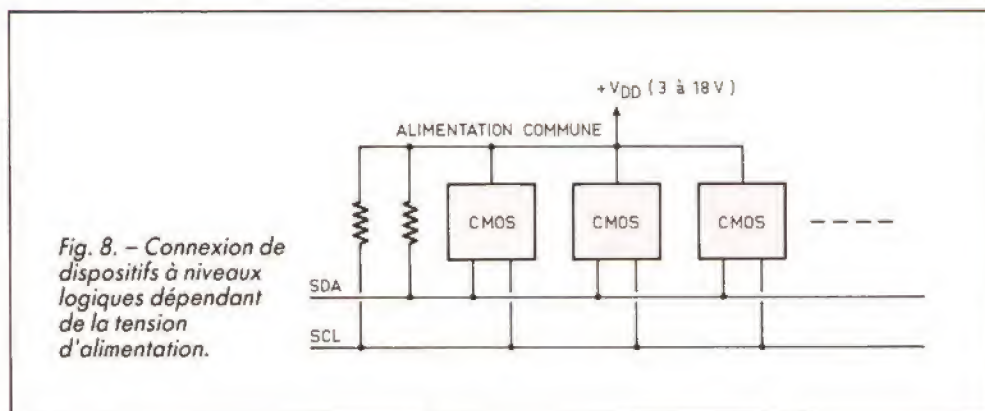 +VDD (3 à 18 V)
ALIMENTATION COMMUNE
CMOS
CMOS
CMOS
Fig. 8. – Connexion de
dispositifs à niveaux
logiques dépendant
de la tension
d'alimentation.
SDA
SCL